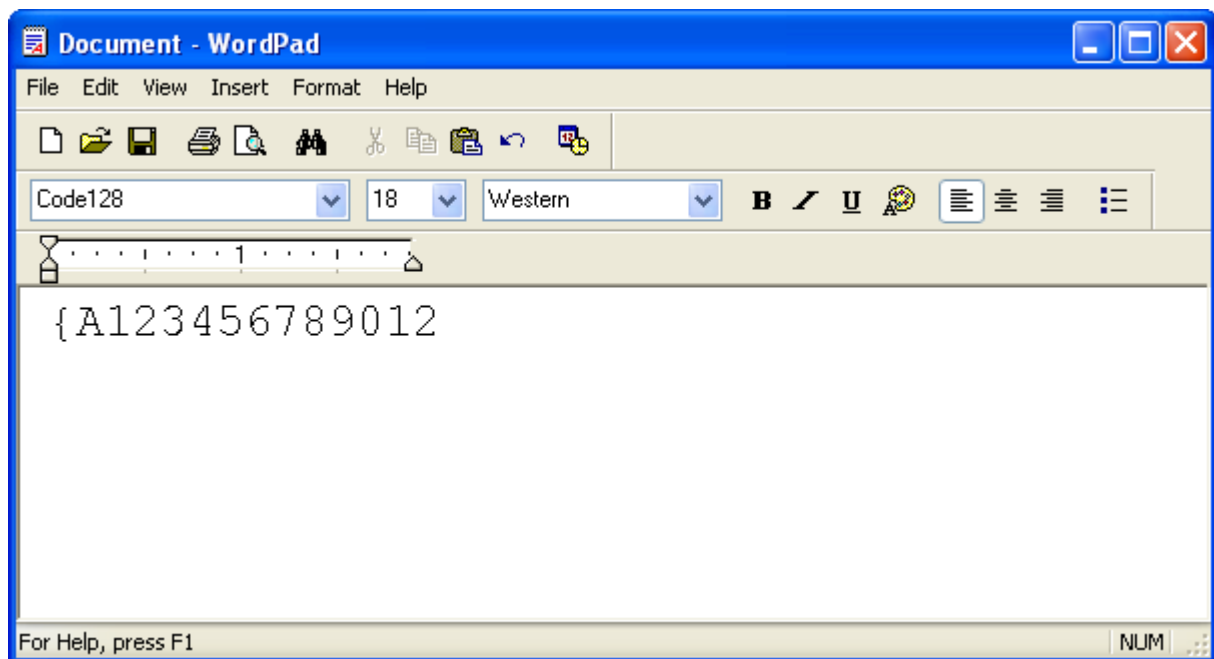 Document - WordPad
File Edit View Insert Format Help
Code128 18 Western B U
1
{A123456789012
For Help, press F1 NUM